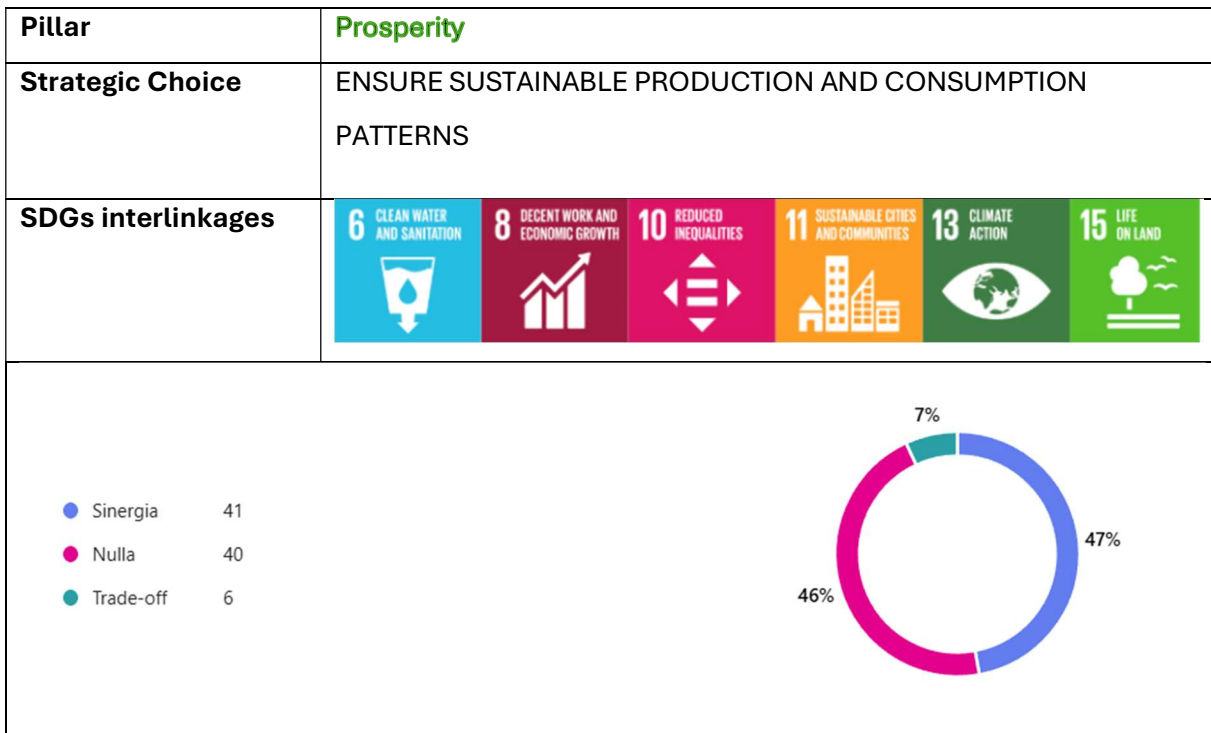 Pillar
Prosperity
Strategic Choice
ENSURE SUSTAINABLE PRODUCTION AND CONSUMPTION
PATTERNS
SDGs interlinkages
6 CLEAN WATER
AND SANITATION
8 DECENT WORK AND
ECONOMIC GROWTH
10 REDUCED
INEQUALITIES
11 SUSTAINABLE CITIES
AND COMMUNITIES
13 CLIMATE
ACTION
15 LIFE
ON LAND
Sinergia 41
Nulla 40
Trade-off 6
7%
47%
46%